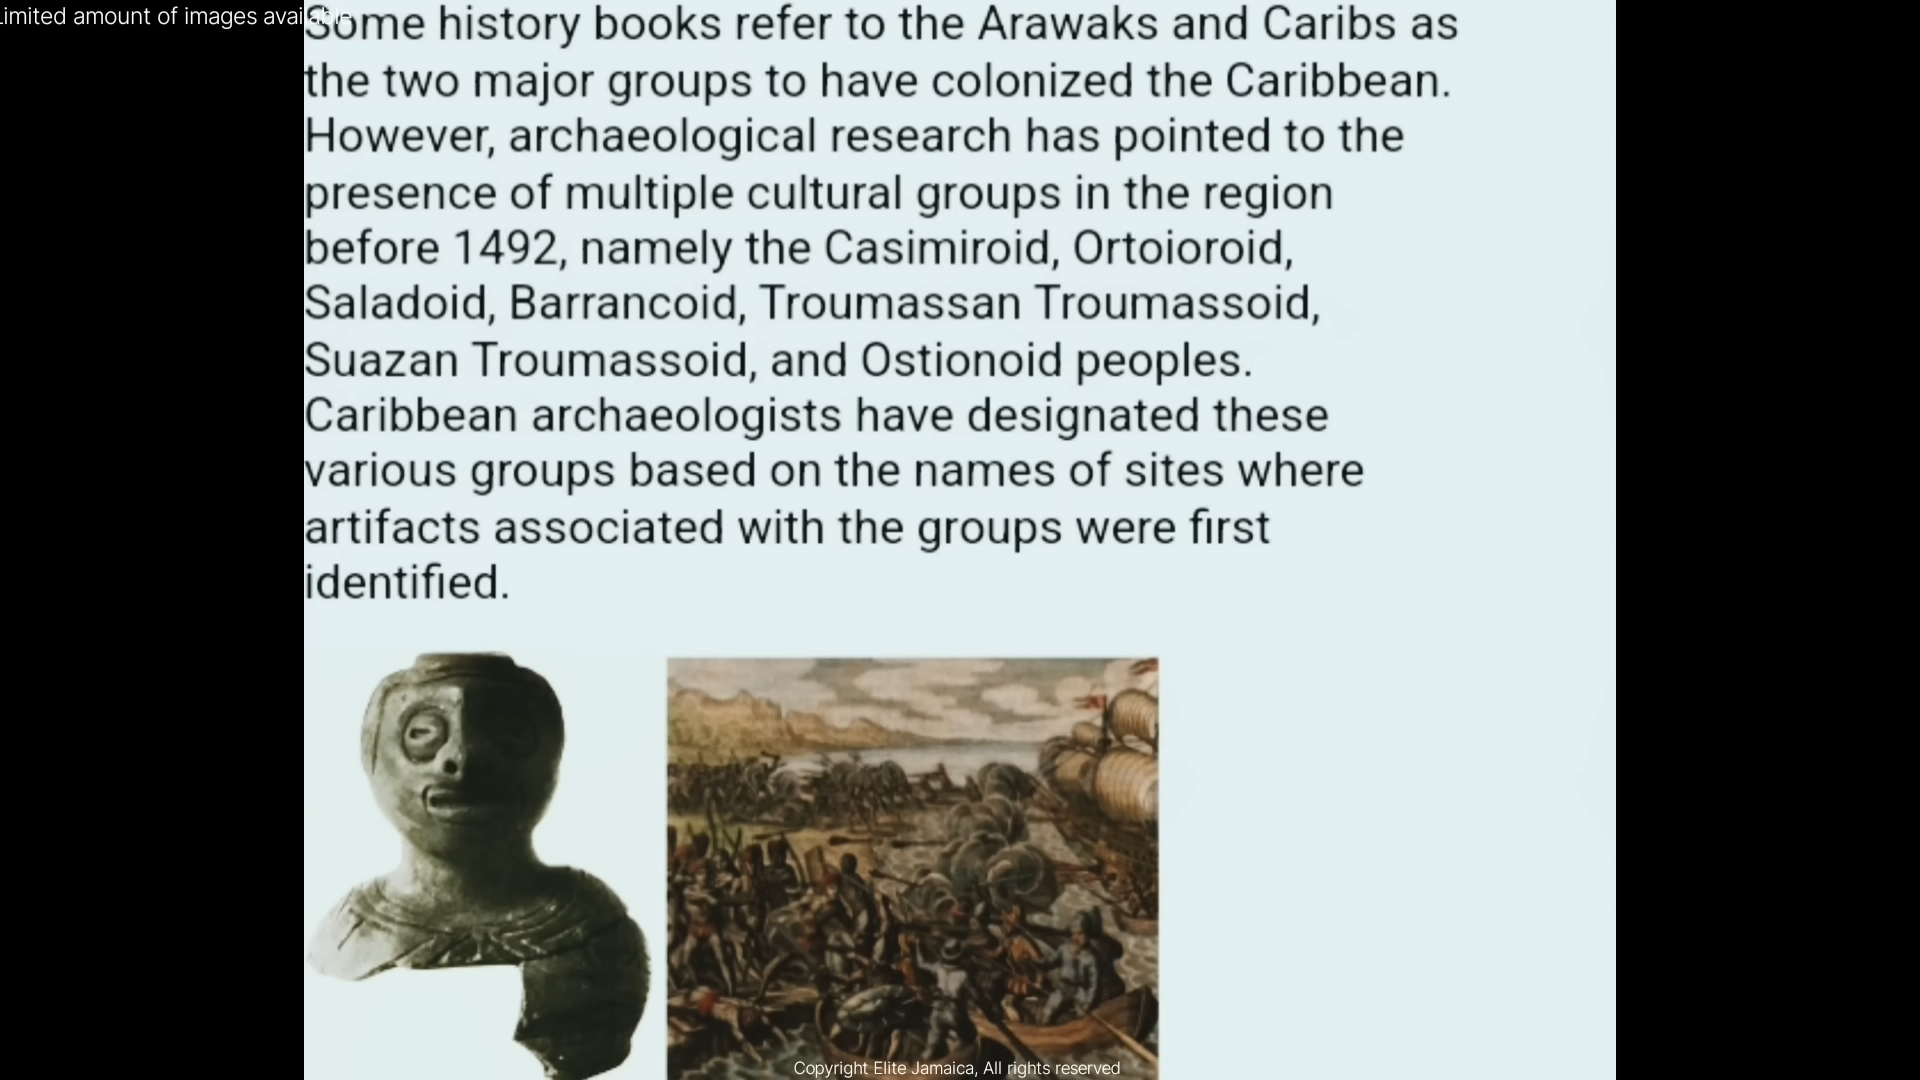 Limited amount of images available
Some history books refer to the Arawaks and Caribs as
the two major groups to have colonized the Caribbean.
However, archaeological research has pointed to the
presence of multiple cultural groups in the region
before 1492, namely the Casimiroid, Ortoioroid,
Saladoid, Barrancoid, Troumassan Troumassoid,
Suazan Troumassoid, and Ostionoid peoples.
Caribbean archaeologists have designated these
various groups based on the names of sites where
artifacts associated with the groups were first
identified.
Copyright Elite Jamaica, All rights reserved